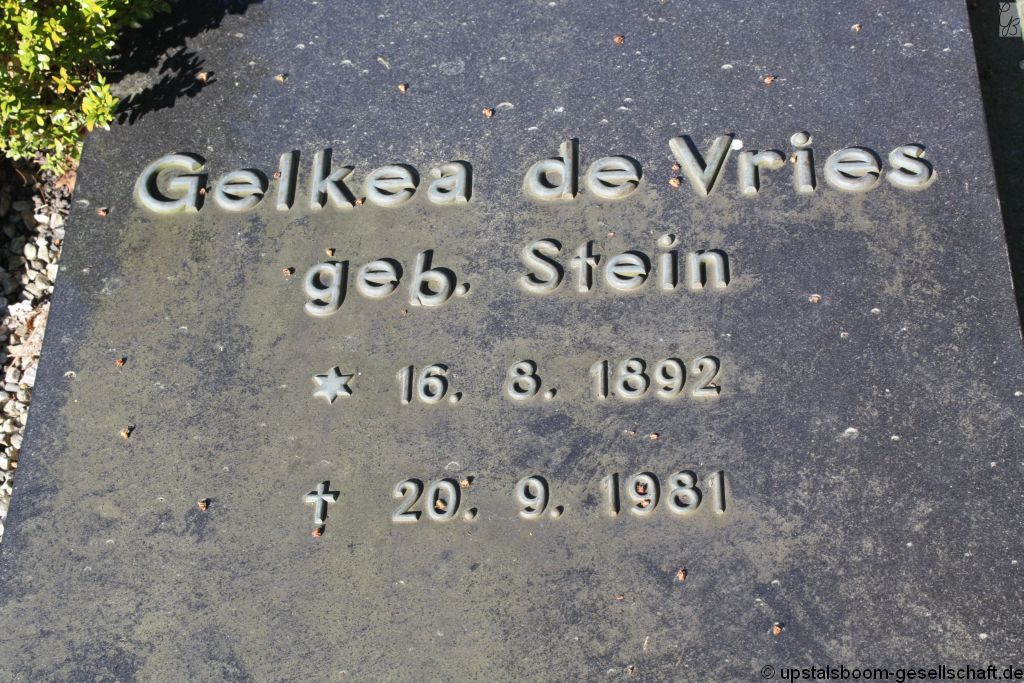 Gelkea de Vries
geb. Stein
✶ 16. 8. 1892
† 20. 9. 1981
© upstalsboom-gesellschaft.de